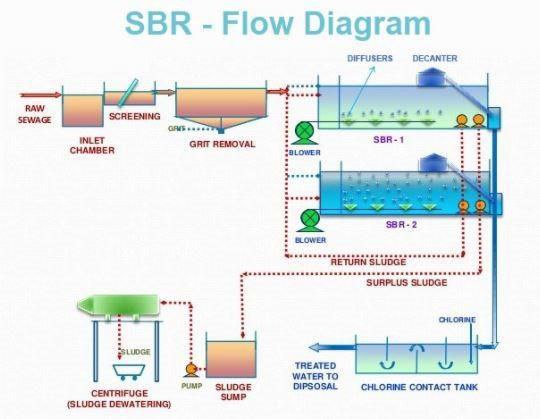 SBR - Flow Diagram
DIFFUSERS
DECANTER
RAW
SEWAGE
SCREENING
INLET
CHAMBER
GRIT
GRIT REMOVAL
BLOWER
SBR - 1
BLOWER
SBR - 2
RETURN SLUDGE
SURPLUS SLUDGE
SLUDGE
CENTRIFUGE
(SLUDGE DEWATERING)
PUMP
SLUDGE
SUMP
CHLORINE
TREATED
WATER TO
DIPSOSAL
CHLORINE CONTACT TANK